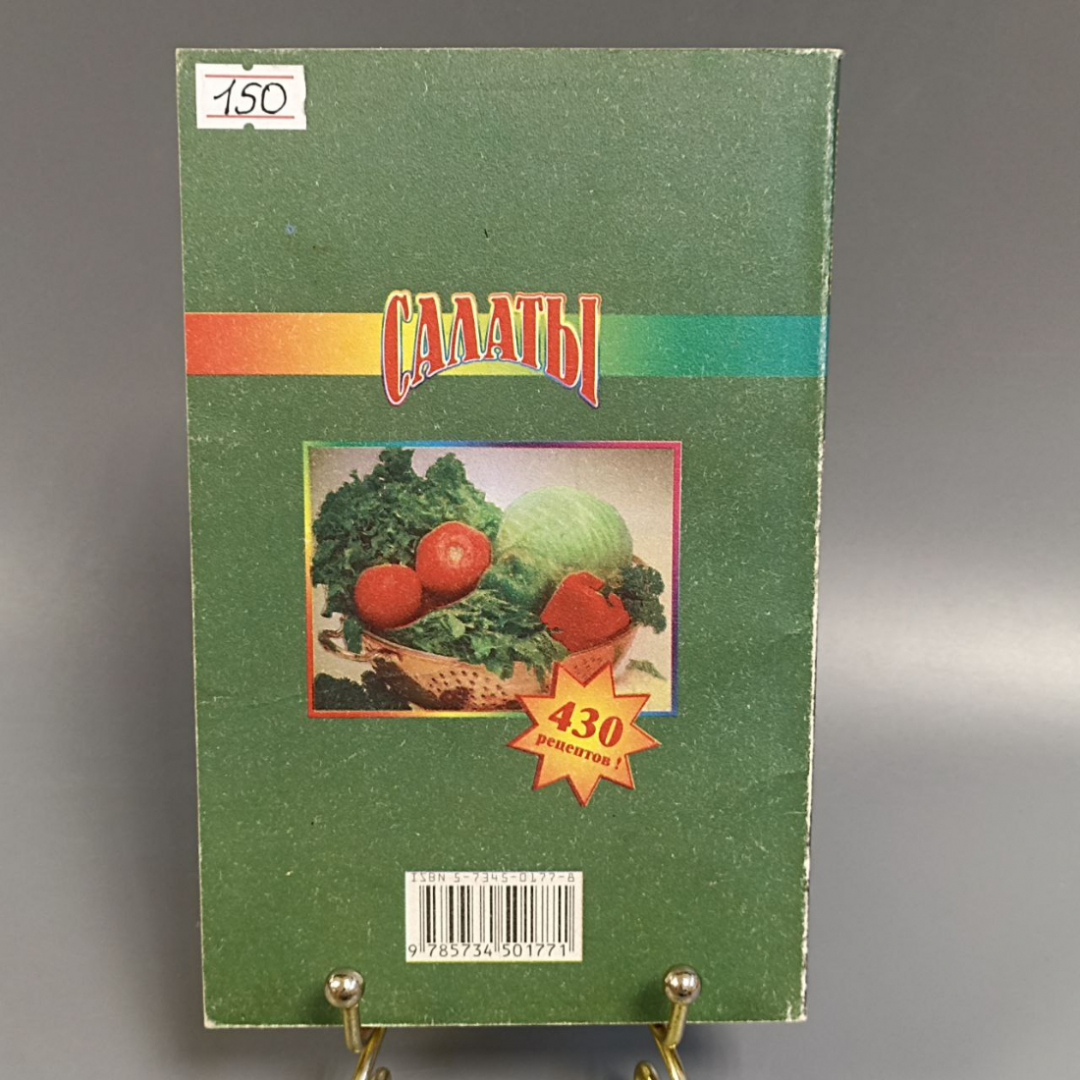 150
САЛАТЫ
430
рецептов !
ISBN 5-7345-0177-8
9 785734 501771